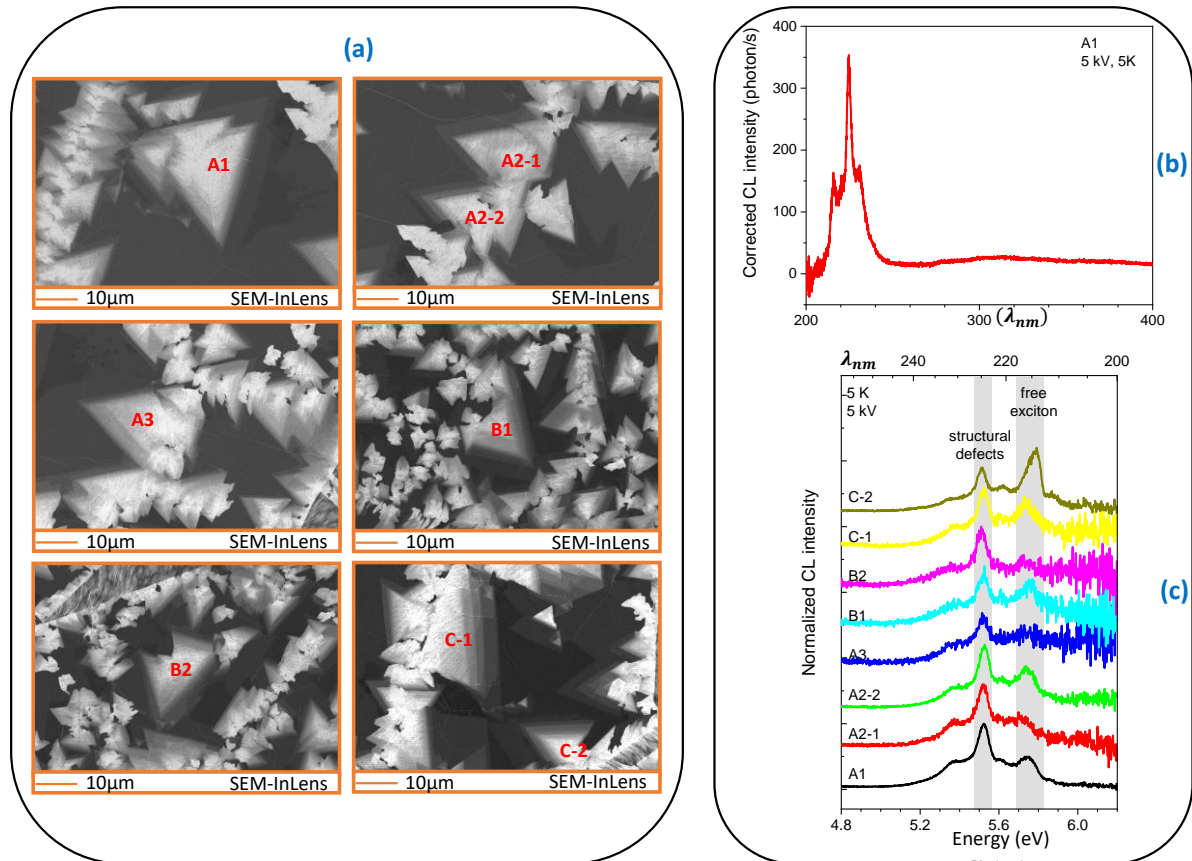 (a)
A1
10μm SEM-InLens
A2-1
A2-2
10μm SEM-InLens
A3
10μm SEM-InLens
B1
10μm SEM-InLens
B2
10μm SEM-InLens
C-1
C-2
10μm SEM-InLens
(b)
Corrected CL intensity (photon/s)
400
300
200
100
0
A1
5 kV, 5K
200 300 (λnm) 400
(c)
λnm 240 216 200
5 K
5 kV
free
exciton
structural
defects
Normalized CL intensity
C-2
C-1
B2
B1
A3
A2-2
A2-1
A1
4.8 5.6 6.0
Energy (eV)